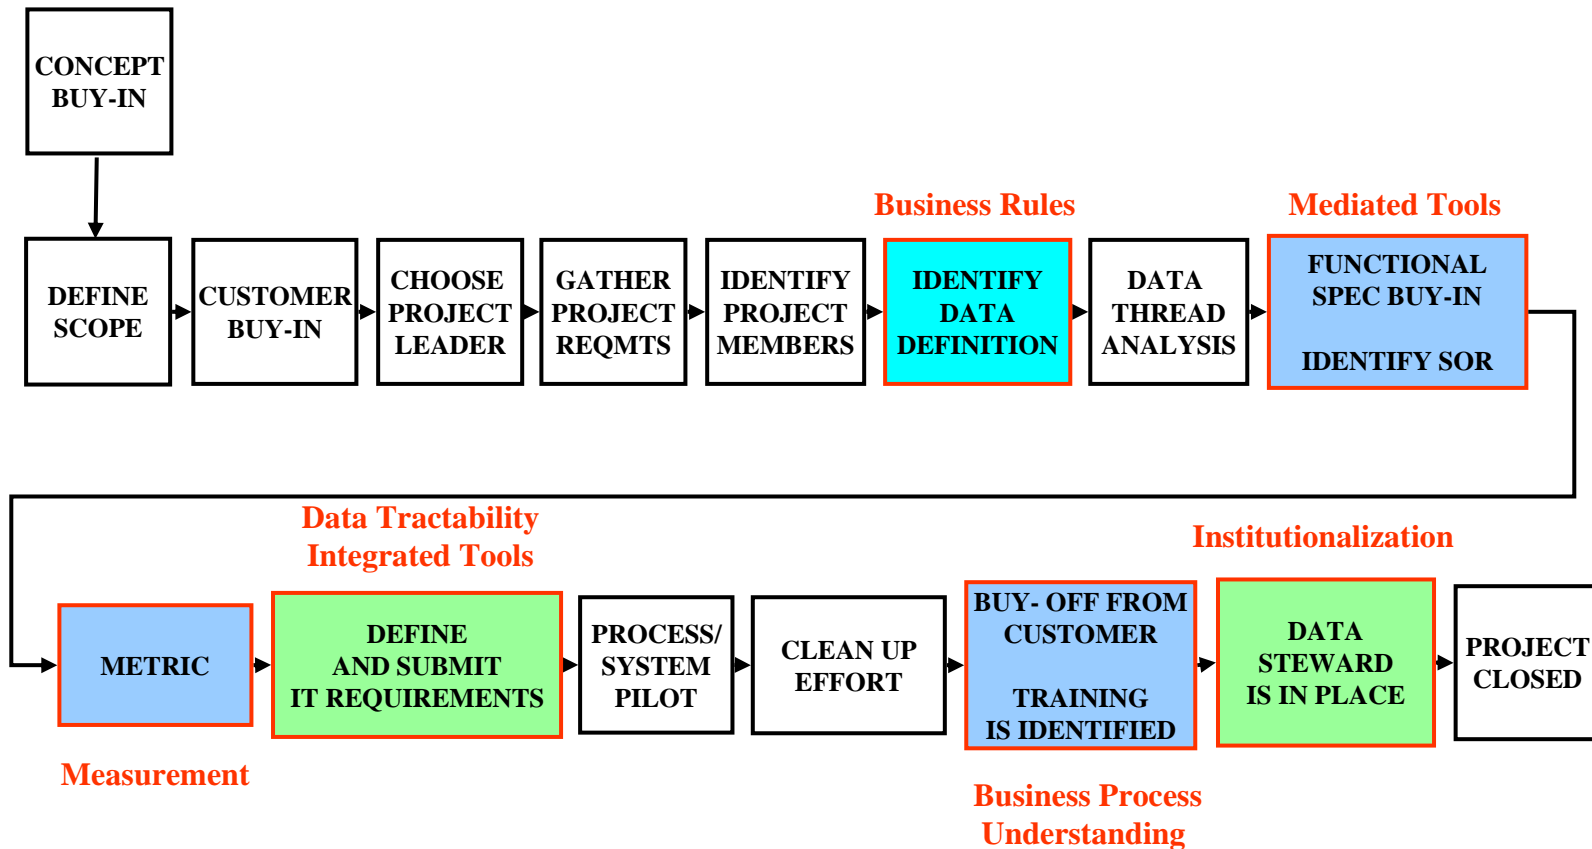 CONCEPT
BUY-IN
Business Rules
Mediated Tools
DEFINE
SCOPE
CUSTOMER
BUY-IN
CHOOSE
PROJECT
LEADER
GATHER
PROJECT
REQMTS
IDENTIFY
PROJECT
MEMBERS
IDENTIFY
DATA
DEFINITION
DATA
THREAD
ANALYSIS
FUNCTIONAL
SPEC BUY-IN
IDENTIFY SOR
Data Tractability
Integrated Tools
Institutionalization
METRIC
DEFINE
AND SUBMIT
IT REQUIREMENTS
PROCESS/
SYSTEM
PILOT
CLEAN UP
EFFORT
BUY- OFF FROM
CUSTOMER
TRAINING
IS IDENTIFIED
DATA
STEWARD
IS IN PLACE
PROJECT
CLOSED
Measurement
Business Process
Understanding